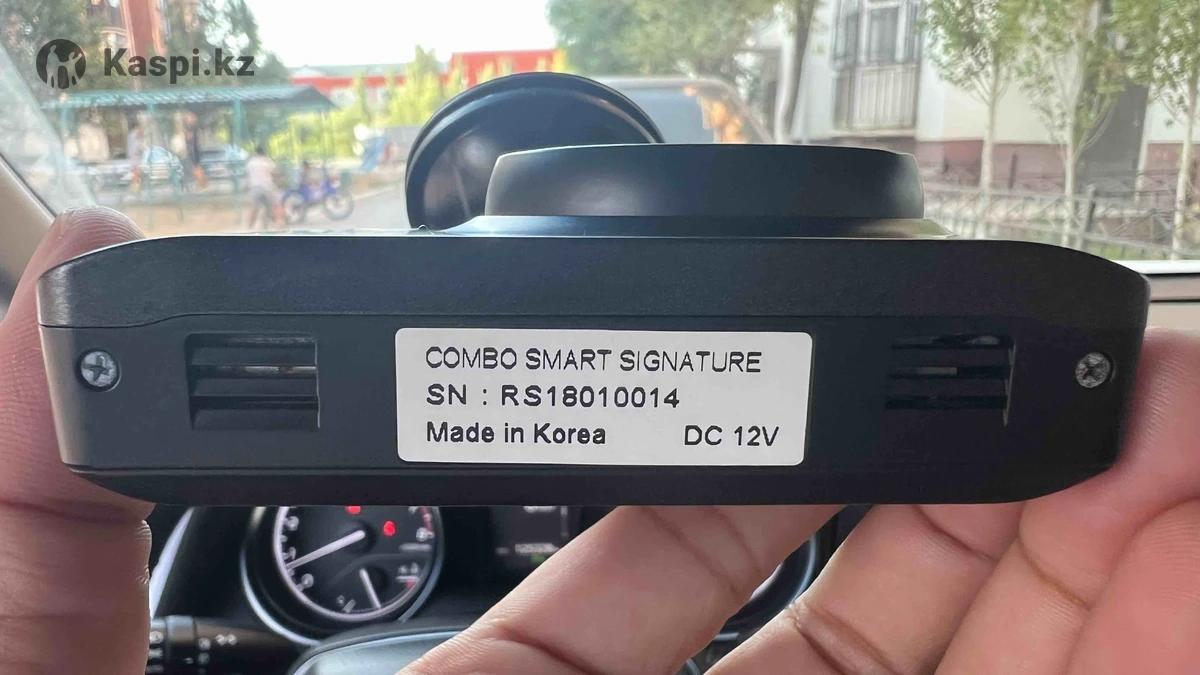 Kaspi.kz
COMBO SMART SIGNATURE
SN : RS18010014
Made in Korea DC 12V